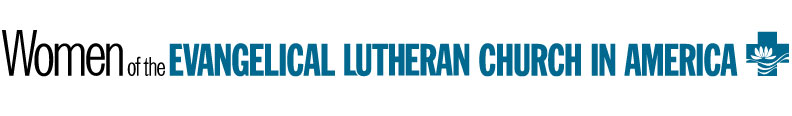 Women of the EVANGELICAL LUTHERAN CHURCH IN AMERICA